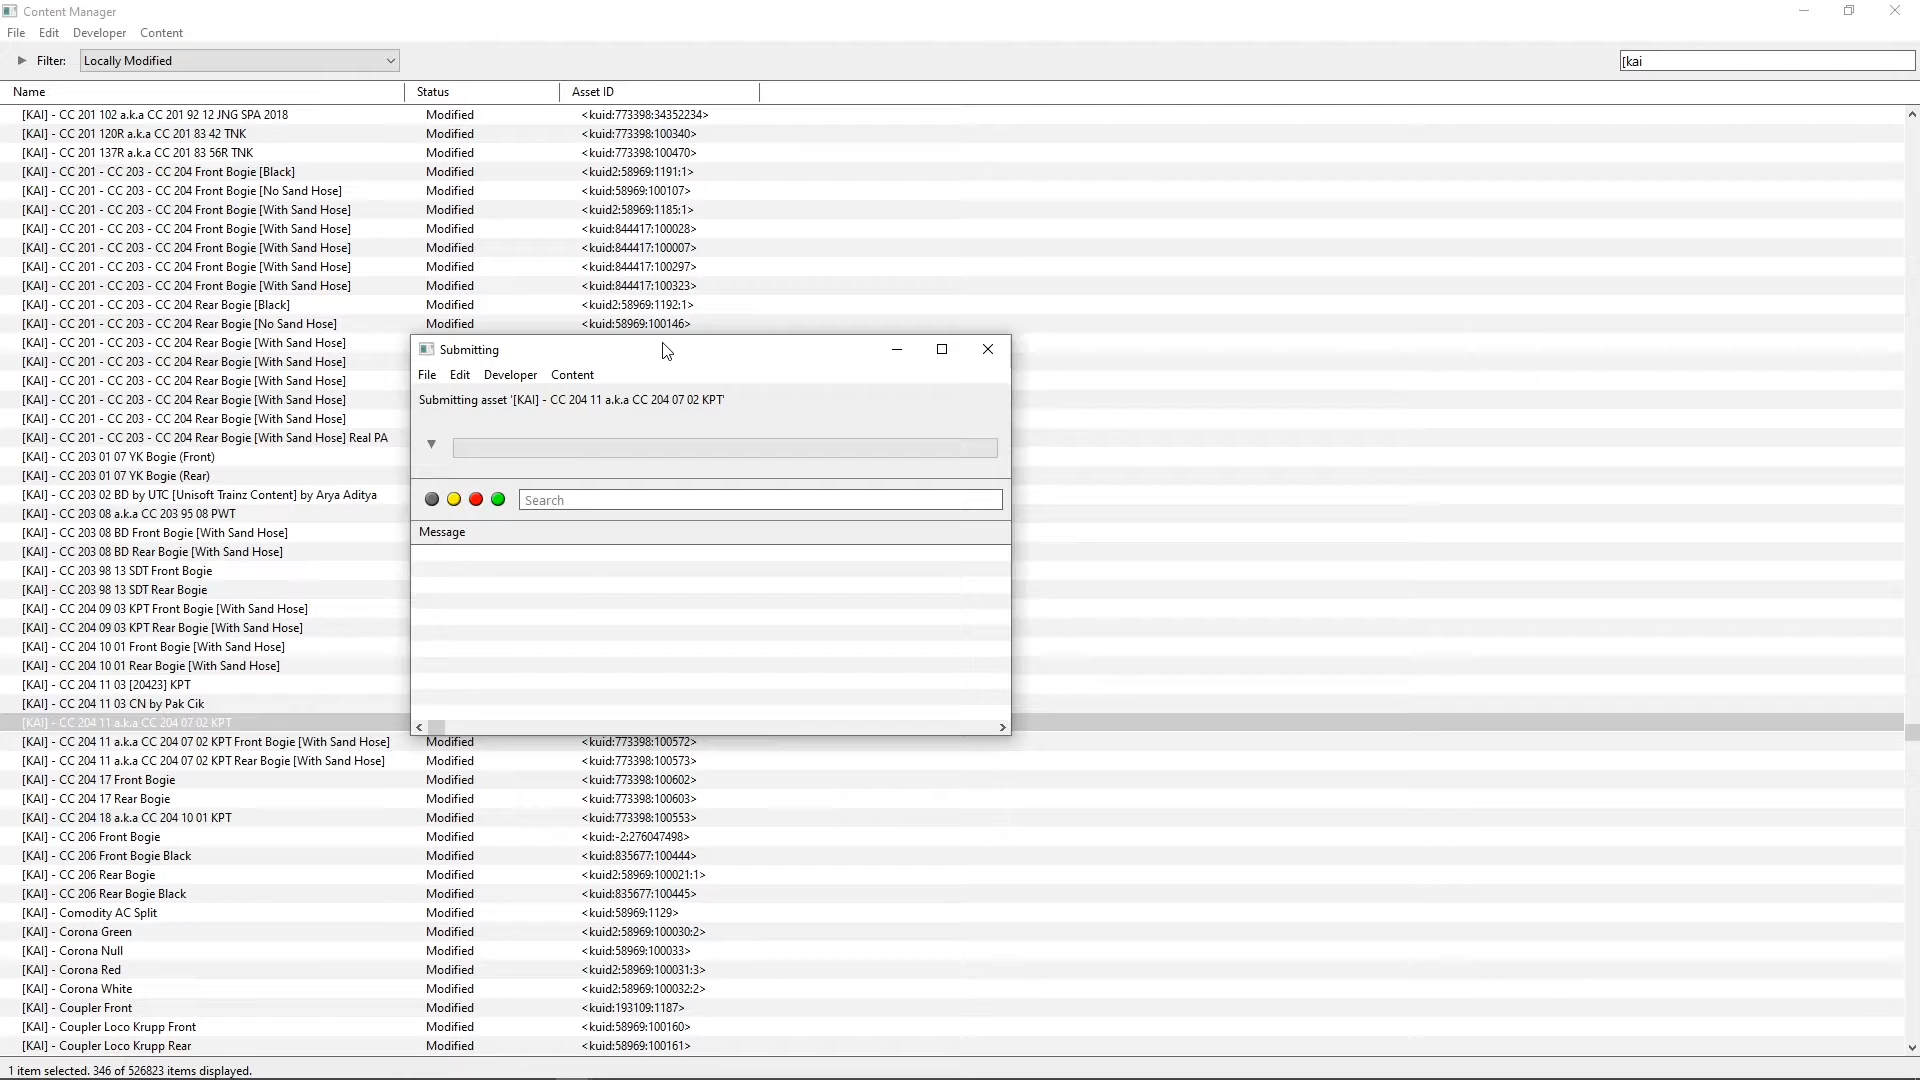 Content Manager
File Edit Developer Content
Filter: Locally Modified [kai
Name Status Asset ID
[KAI] - CC 201 102 a.k.a CC 201 92 12 JNG SPA 2018 Modified <kuid:773398:34352234>
[KAI] - CC 201 120R a.k.a CC 201 83 42 TNK Modified <kuid:773398:100340>
[KAI] - CC 201 137R a.k.a CC 201 83 56R TNK Modified <kuid:773398:100470>
[KAI] - CC 201 - CC 203 - CC 204 Front Bogie [Black] Modified <kuid2:58969:1191:1>
[KAI] - CC 201 - CC 203 - CC 204 Front Bogie [No Sand Hose] Modified <kuid:58969:100107>
[KAI] - CC 201 - CC 203 - CC 204 Front Bogie [With Sand Hose] Modified <kuid2:58969:1185:1>
[KAI] - CC 201 - CC 203 - CC 204 Front Bogie [With Sand Hose] Modified <kuid:844417:100028>
[KAI] - CC 201 - CC 203 - CC 204 Front Bogie [With Sand Hose] Modified <kuid:844417:100007>
[KAI] - CC 201 - CC 203 - CC 204 Front Bogie [With Sand Hose] Modified <kuid:844417:100297>
[KAI] - CC 201 - CC 203 - CC 204 Front Bogie [With Sand Hose] Modified <kuid:844417:100323>
[KAI] - CC 201 - CC 203 - CC 204 Rear Bogie [Black] Modified <kuid2:58969:1192:1>
[KAI] - CC 201 - CC 203 - CC 204 Rear Bogie [No Sand Hose] Modified <kuid:58969:100146>
[KAI] - CC 201 - CC 203 - CC 204 Rear Bogie [With Sand Hose]
[KAI] - CC 201 - CC 203 - CC 204 Rear Bogie [With Sand Hose]
[KAI] - CC 201 - CC 203 - CC 204 Rear Bogie [With Sand Hose]
[KAI] - CC 201 - CC 203 - CC 204 Rear Bogie [With Sand Hose]
[KAI] - CC 201 - CC 203 - CC 204 Rear Bogie [With Sand Hose]
[KAI] - CC 201 - CC 203 - CC 204 Rear Bogie [With Sand Hose] Real PA
[KAI] - CC 203 01 07 YK Bogie (Front)
[KAI] - CC 203 01 07 YK Bogie (Rear)
[KAI] - CC 203 02 BD by UTC [Unisoft Trainz Content] by Arya Aditya
[KAI] - CC 203 08 a.k.a CC 203 95 08 PWT
[KAI] - CC 203 08 BD Front Bogie [With Sand Hose]
[KAI] - CC 203 08 BD Rear Bogie [With Sand Hose]
[KAI] - CC 203 98 13 SDT Front Bogie
[KAI] - CC 203 98 13 SDT Rear Bogie
[KAI] - CC 204 09 03 KPT Front Bogie [With Sand Hose]
[KAI] - CC 204 09 03 KPT Rear Bogie [With Sand Hose]
[KAI] - CC 204 10 01 Front Bogie [With Sand Hose]
[KAI] - CC 204 10 01 Rear Bogie [With Sand Hose]
[KAI] - CC 204 11 03 [20423] KPT
[KAI] - CC 204 11 03 CN by Pak Cik
[KAI] - CC 204 11 a.k.a CC 204 07 02 KPT
[KAI] - CC 204 11 a.k.a CC 204 07 02 KPT Front Bogie [With Sand Hose] Modified <kuid:773398:100572>
[KAI] - CC 204 11 a.k.a CC 204 07 02 KPT Rear Bogie [With Sand Hose] Modified <kuid:773398:100573>
[KAI] - CC 204 17 Front Bogie Modified <kuid:773398:100602>
[KAI] - CC 204 17 Rear Bogie Modified <kuid:773398:100603>
[KAI] - CC 204 18 a.k.a CC 204 10 01 KPT Modified <kuid:773398:100553>
[KAI] - CC 206 Front Bogie Modified <kuid:-2:276047498>
[KAI] - CC 206 Front Bogie Black Modified <kuid:835677:100444>
[KAI] - CC 206 Rear Bogie Modified <kuid2:58969:100021:1>
[KAI] - CC 206 Rear Bogie Black Modified <kuid:835677:100445>
[KAI] - Comodity AC Split Modified <kuid:58969:1129>
[KAI] - Corona Green Modified <kuid2:58969:100030:2>
[KAI] - Corona Null Modified <kuid:58969:100033>
[KAI] - Corona Red Modified <kuid2:58969:100031:3>
[KAI] - Corona White Modified <kuid2:58969:100032:2>
[KAI] - Coupler Front Modified <kuid:193109:1187>
[KAI] - Coupler Loco Krupp Front Modified <kuid:58969:100160>
[KAI] - Coupler Loco Krupp Rear Modified <kuid:58969:100161>
1 item selected. 346 of 526823 items displayed.
Submitting
File Edit Developer Content
Submitting asset '[KAI] - CC 204 11 a.k.a CC 204 07 02 KPT'
Search
Message